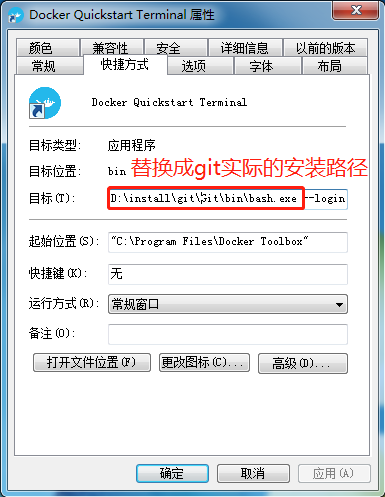 Docker Quickstart Terminal 属性
颜色 兼容性 安全 详细信息 以前的版本
常规 快捷方式 选项 字体 布局
Docker Quickstart Terminal
目标类型: 应用程序
目标位置: bin 替换成git实际的安装路径
目标(T): D:\install\git\Git\bin\bash.exe --login
起始位置(S): "C:\Program Files\Docker Toolbox"
快捷键(K): 无
运行方式(R): 常规窗口
备注(O):
打开文件位置(F) 更改图标(C)... 高级(D)...
确定 取消 应用(A)